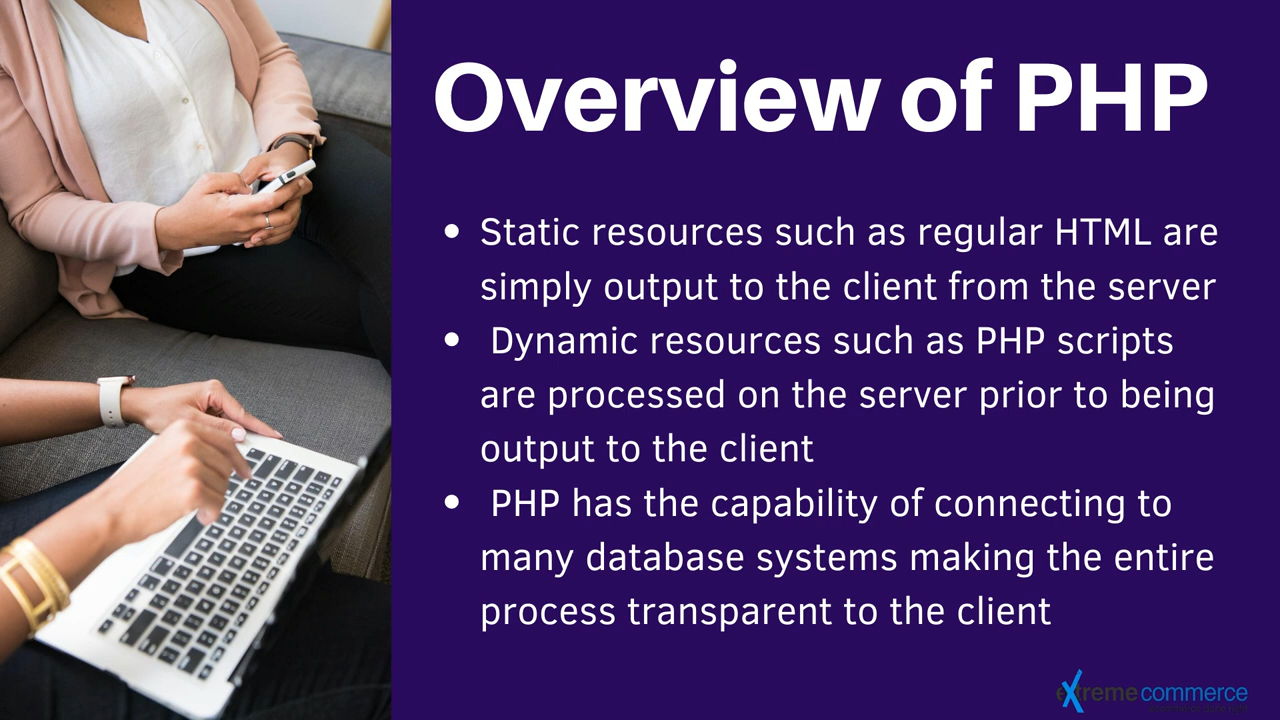 Overview of PHP
• Static resources such as regular HTML are
simply output to the client from the server
• Dynamic resources such as PHP scripts
are processed on the server prior to being
output to the client
• PHP has the capability of connecting to
many database systems making the entire
process transparent to the client
extreme commerce